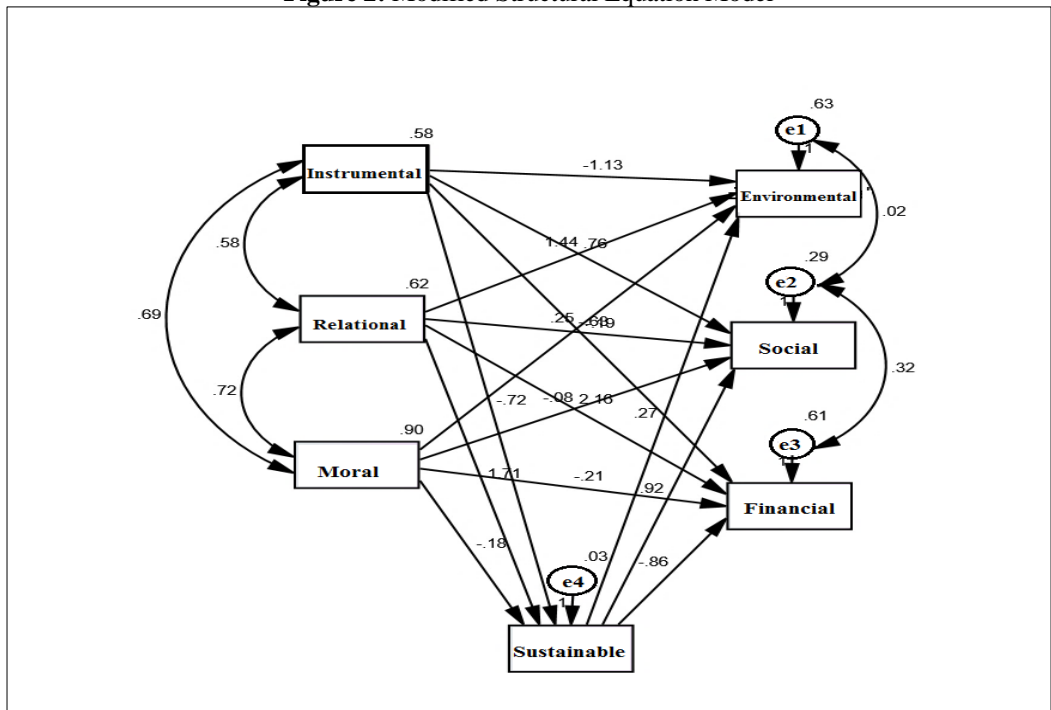 Figure 2. Modified Structural Equation Model
.63
e1
1
.58
Instrumental
-1.13
Environmental
.02
.58
1.44
.76
.29
e2
1
.62
Relational
.25
.19
Social
.69
.32
.72
-.72
-.08
2.16
.27
.61
.90
e3
1
Moral
1.71
-.21
.92
Financial
-.18
.03
-.86
e4
1
Sustainable